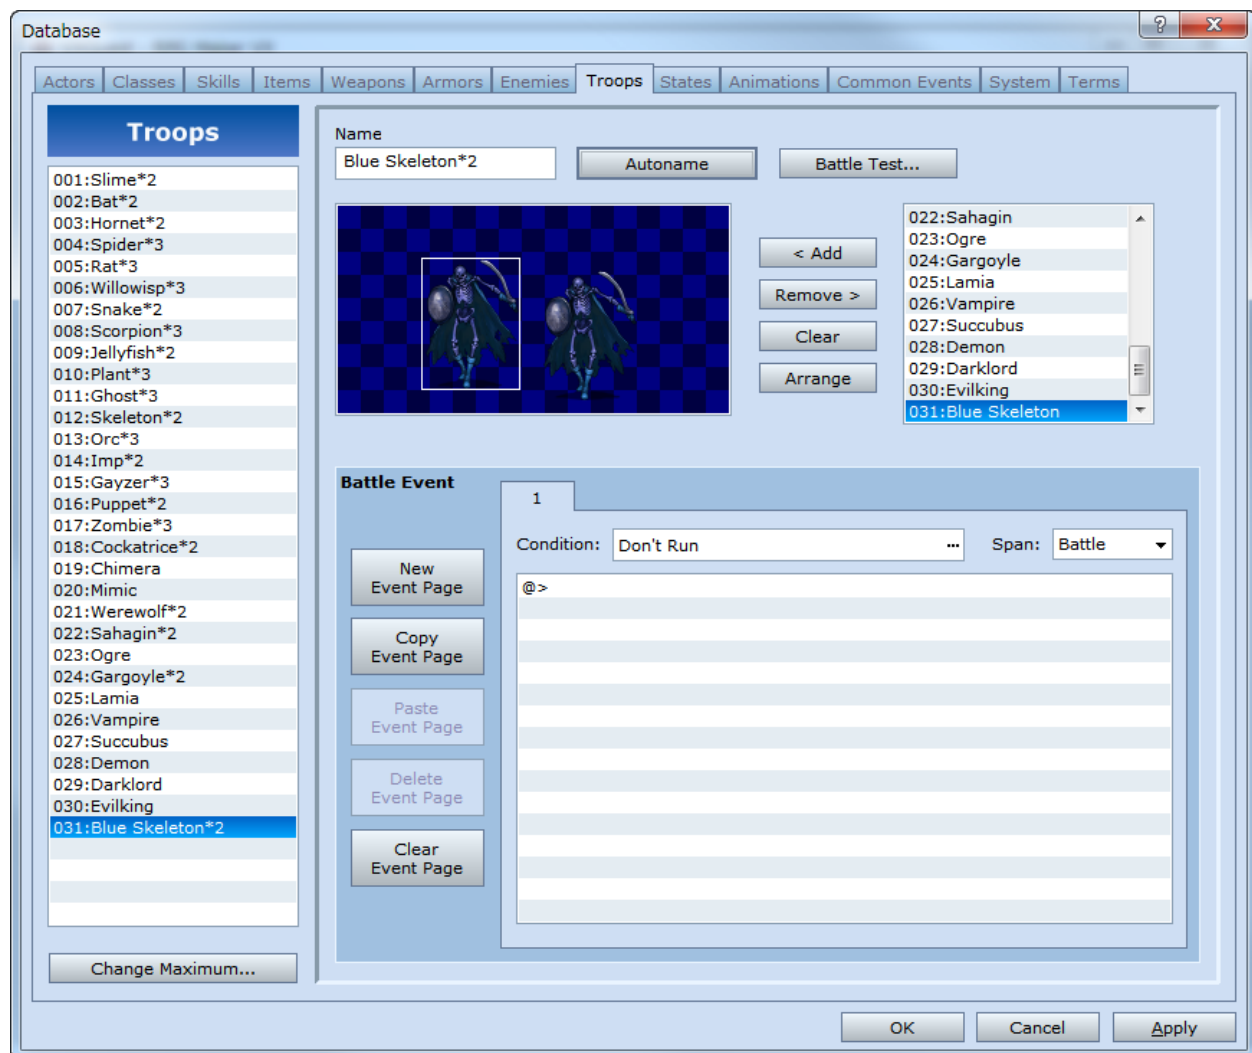 Database
Actors Classes Skills Items Weapons Armors Enemies Troops States Animations Common Events System Terms
Troops
001:Slime*2
002:Bat*2
003:Hornet*2
004:Spider*3
005:Rat*3
006:Willowisp*3
007:Snake*2
008:Scorpion*3
009:Jellyfish*2
010:Plant*3
011:Ghost*3
012:Skeleton*2
013:Orc*3
014:Imp*2
015:Gayzer*3
016:Puppet*2
017:Zombie*3
018:Cockatrice*2
019:Chimera
020:Mimic
021:Werewolf*2
022:Sahagin*2
023:Ogre
024:Gargoyle*2
025:Lamia
026:Vampire
027:Succubus
028:Demon
029:Darklord
030:Evilking
031:Blue Skeleton*2
Change Maximum...
Name
Blue Skeleton*2 Autoname Battle Test...
< Add
Remove >
Clear
Arrange
022:Sahagin
023:Ogre
024:Gargoyle
025:Lamia
026:Vampire
027:Succubus
028:Demon
029:Darklord
030:Evilking
031:Blue Skeleton
Battle Event
New
Event Page
Copy
Event Page
Paste
Event Page
Delete
Event Page
Clear
Event Page
1
Condition: Don't Run ... Span: Battle
@>
OK Cancel Apply